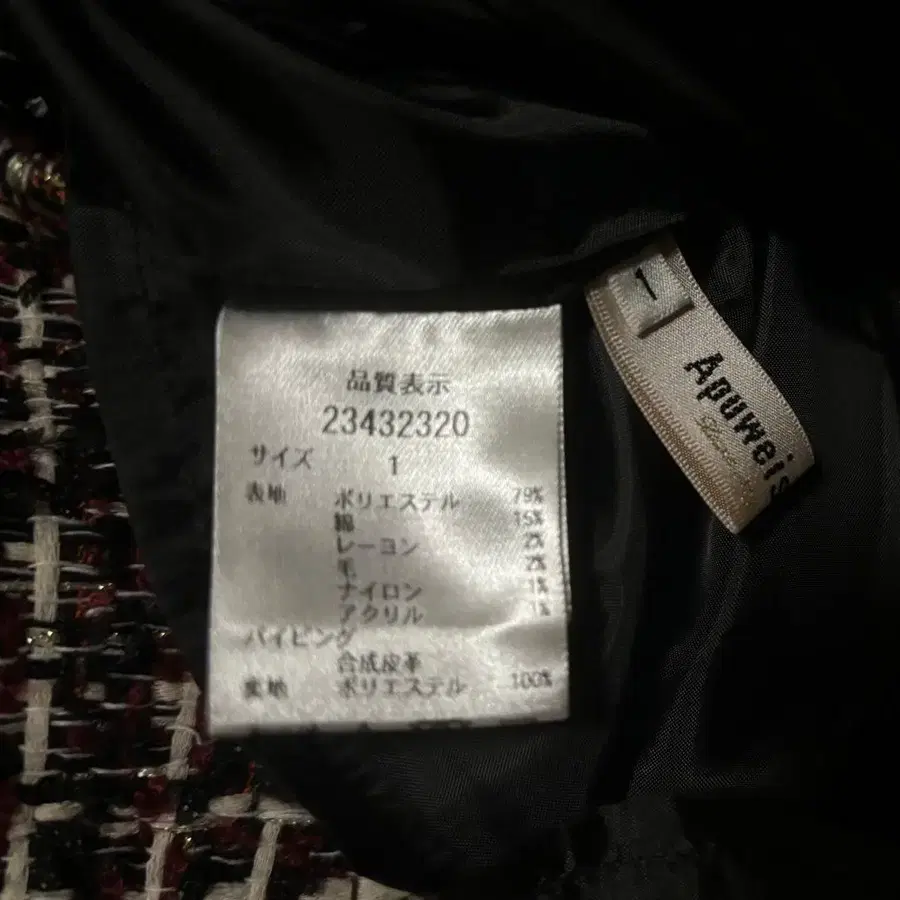 品質表示
23432320
サイズ 1
表地 ポリエステル 79%
綿 15%
レーヨン 2%
毛 2%
ナイロン 1%
アクリル 1%
パイピング
合成皮革
裏地 ポリエステル 100%
1
Apuweis